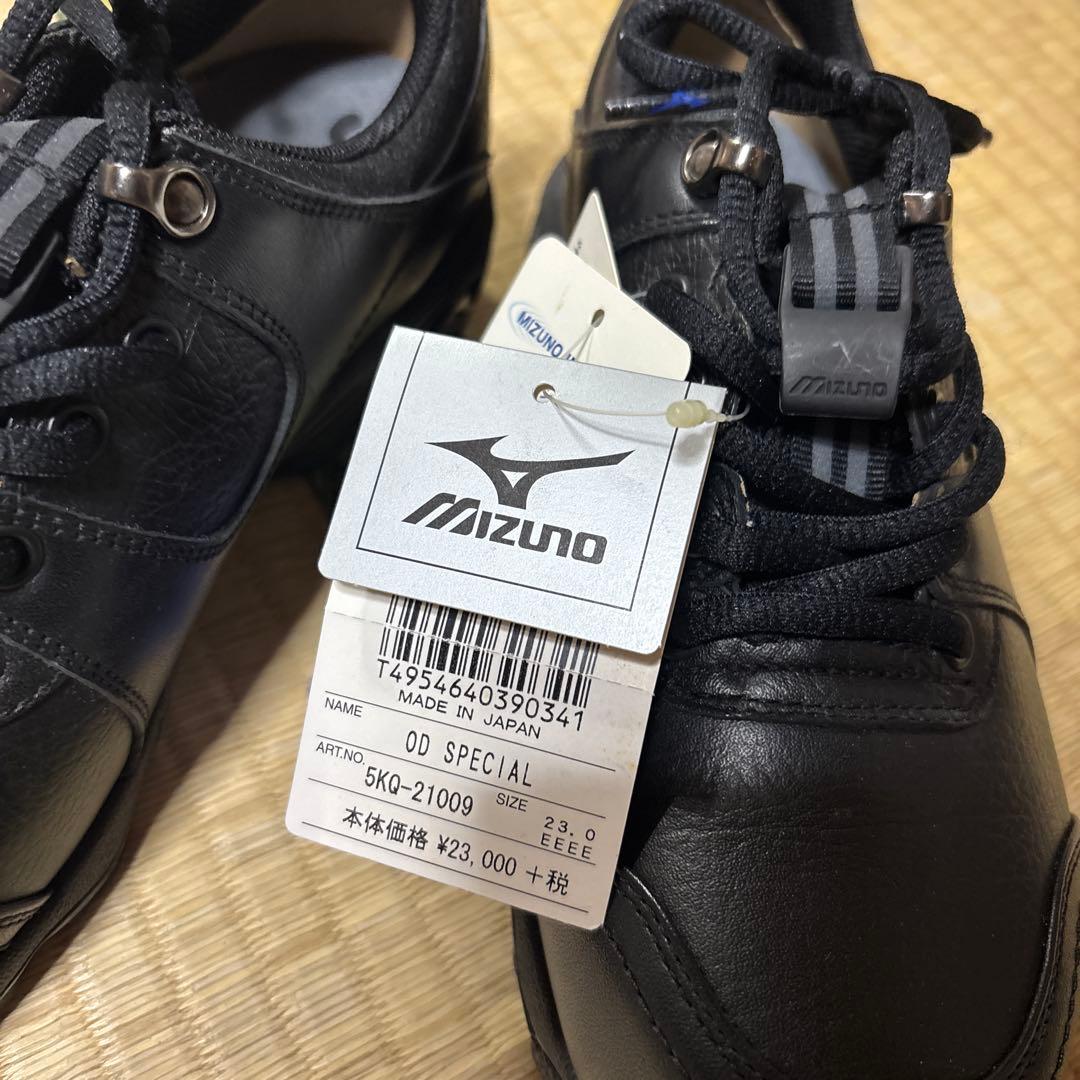 MIZUNO
MIZUNO
MIZUNO
T4954640390341
MADE IN JAPAN
NAME
OD SPECIAL
ART.NO.
5KQ-21009
SIZE
23.0
EEEE
本体価格 ¥23,000 +税